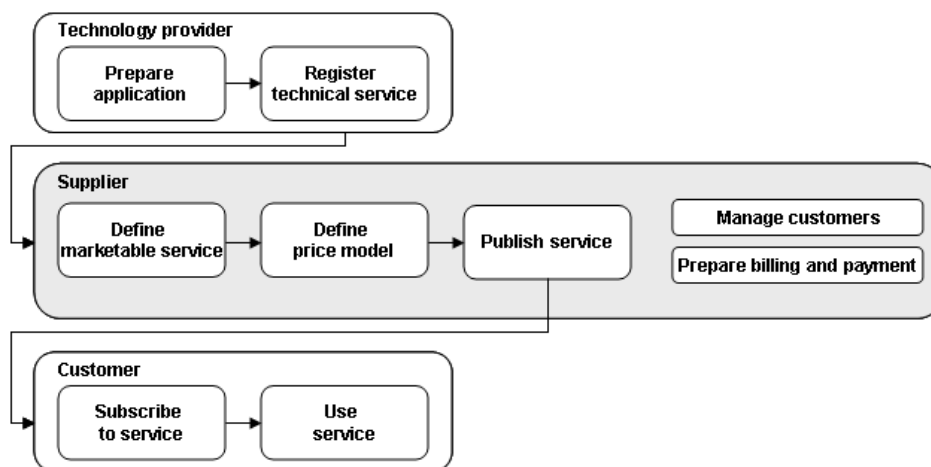 Technology provider
Prepare
application
Register
technical service
Supplier
Define
marketable service
Define
price model
Publish service
Manage customers
Prepare billing and payment
Customer
Subscribe
to service
Use
service